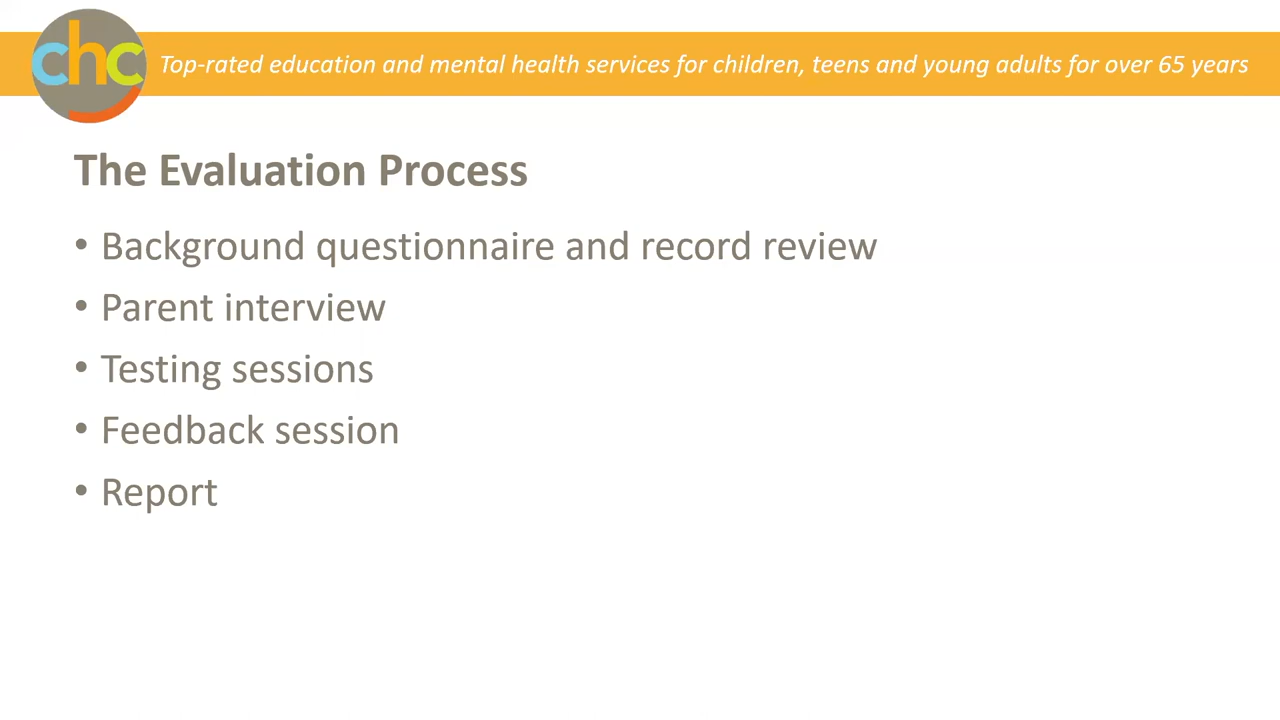 chc
Top-rated education and mental health services for children, teens and young adults for over 65 years
The Evaluation Process
• Background questionnaire and record review
• Parent interview
• Testing sessions
• Feedback session
• Report